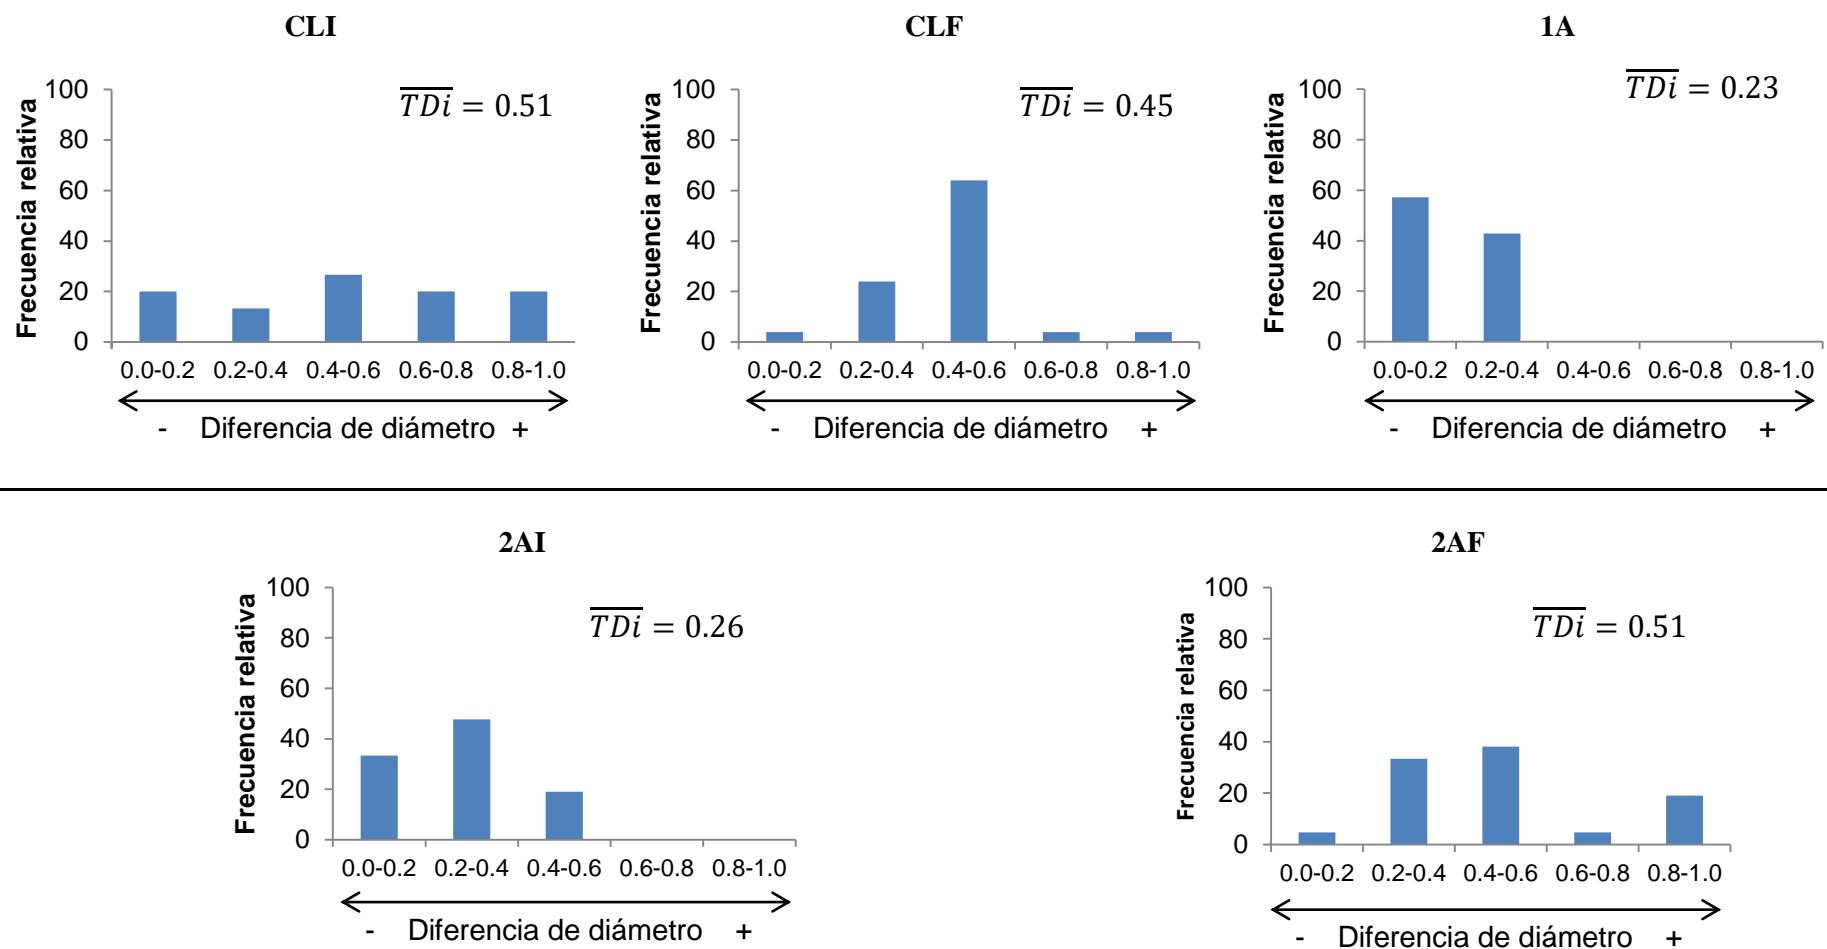 CLI
$\overline{TDi} = 0.51$
Frecuencia relativa
100
80
60
40
20
0
0.0-0.2 0.2-0.4 0.4-0.6 0.6-0.8 0.8-1.0
- Diferencia de diámetro +
CLF
$\overline{TDi} = 0.45$
Frecuencia relativa
100
80
60
40
20
0
0.0-0.2 0.2-0.4 0.4-0.6 0.6-0.8 0.8-1.0
- Diferencia de diámetro +
1A
$\overline{TDi} = 0.23$
Frecuencia relativa
100
80
60
40
20
0
0.0-0.2 0.2-0.4 0.4-0.6 0.6-0.8 0.8-1.0
- Diferencia de diámetro +
2AI
$\overline{TDi} = 0.26$
Frecuencia relativa
100
80
60
40
20
0
0.0-0.2 0.2-0.4 0.4-0.6 0.6-0.8 0.8-1.0
- Diferencia de diámetro +
2AF
$\overline{TDi} = 0.51$
Frecuencia relativa
100
80
60
40
20
0
0.0-0.2 0.2-0.4 0.4-0.6 0.6-0.8 0.8-1.0
- Diferencia de diámetro +